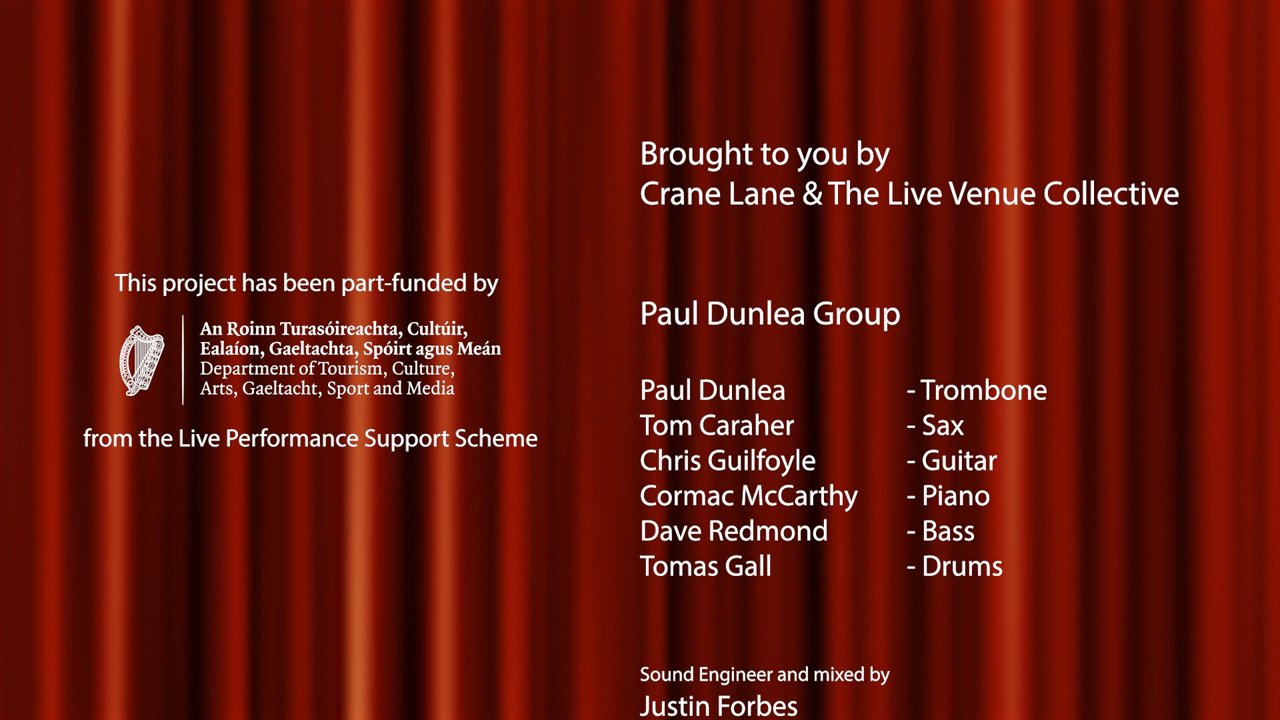 This project has been part-funded by
An Roinn Turasóireachta, Cultúir,
Ealaíon, Gaeltachta, Spóirt agus Meán
Department of Tourism, Culture,
Arts, Gaeltacht, Sport and Media
from the Live Performance Support Scheme
Brought to you by
Crane Lane & The Live Venue Collective
Paul Dunlea Group
Paul Dunlea - Trombone
Tom Caraher - Sax
Chris Guilfoyle - Guitar
Cormac McCarthy - Piano
Dave Redmond - Bass
Tomas Gall - Drums
Sound Engineer and mixed by
Justin Forbes